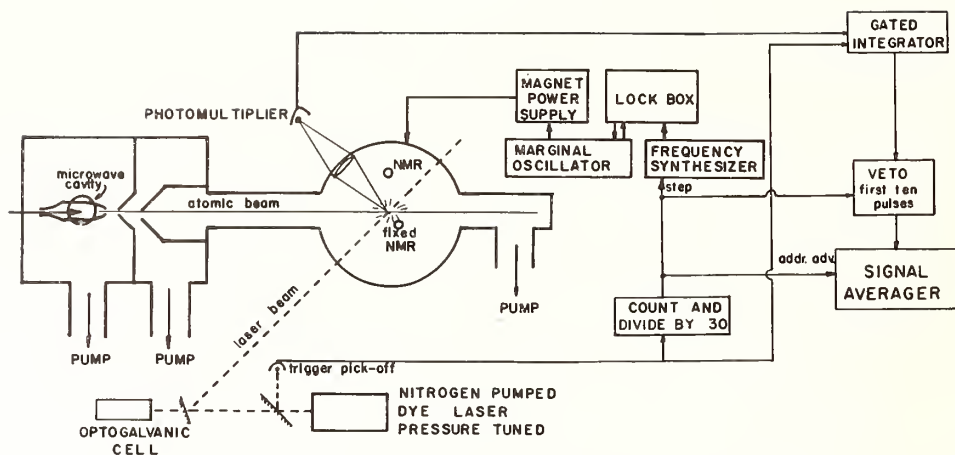 GATED
INTEGRATOR
MAGNET
POWER
SUPPLY
LOCK BOX
PHOTOMULTIPLIER
MARGINAL
OSCILLATOR
FREQUENCY
SYNTHESIZER
NMR
microwave
cavity
step
VETO
first ten
pulses
atomic beam
fixed
NMR
addr. adv.
SIGNAL
AVERAGER
laser beam
COUNT AND
DIVIDE BY 30
PUMP
PUMP
PUMP
trigger pick-off
NITROGEN PUMPED
DYE LASER
PRESSURE TUNED
OPTOGALVANIC
CELL